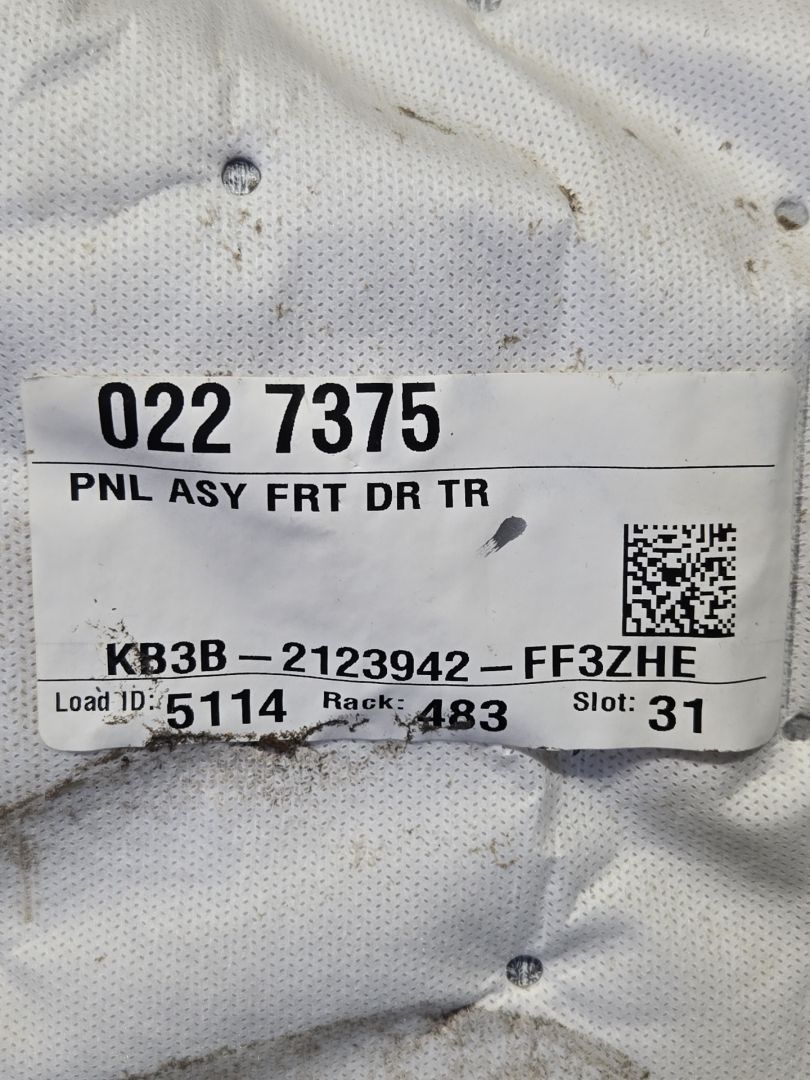 022 7375
PNL ASY FRT DR TR
KB3B-2123942-FF3ZHE
Load ID: 5114 Rack: 483 Slot: 31